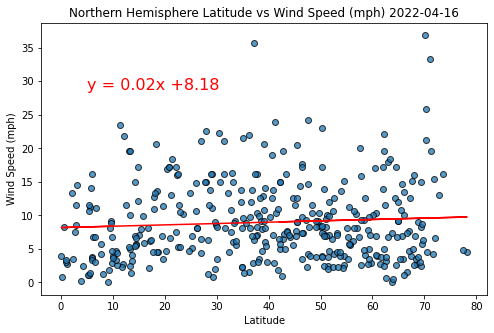 Northern Hemisphere Latitude vs Wind Speed (mph) 2022-04-16
y = 0.02x +8.18
Wind Speed (mph)
35
30
25
20
15
10
5
0
0 10 20 30 40 50 60 70 80
Latitude